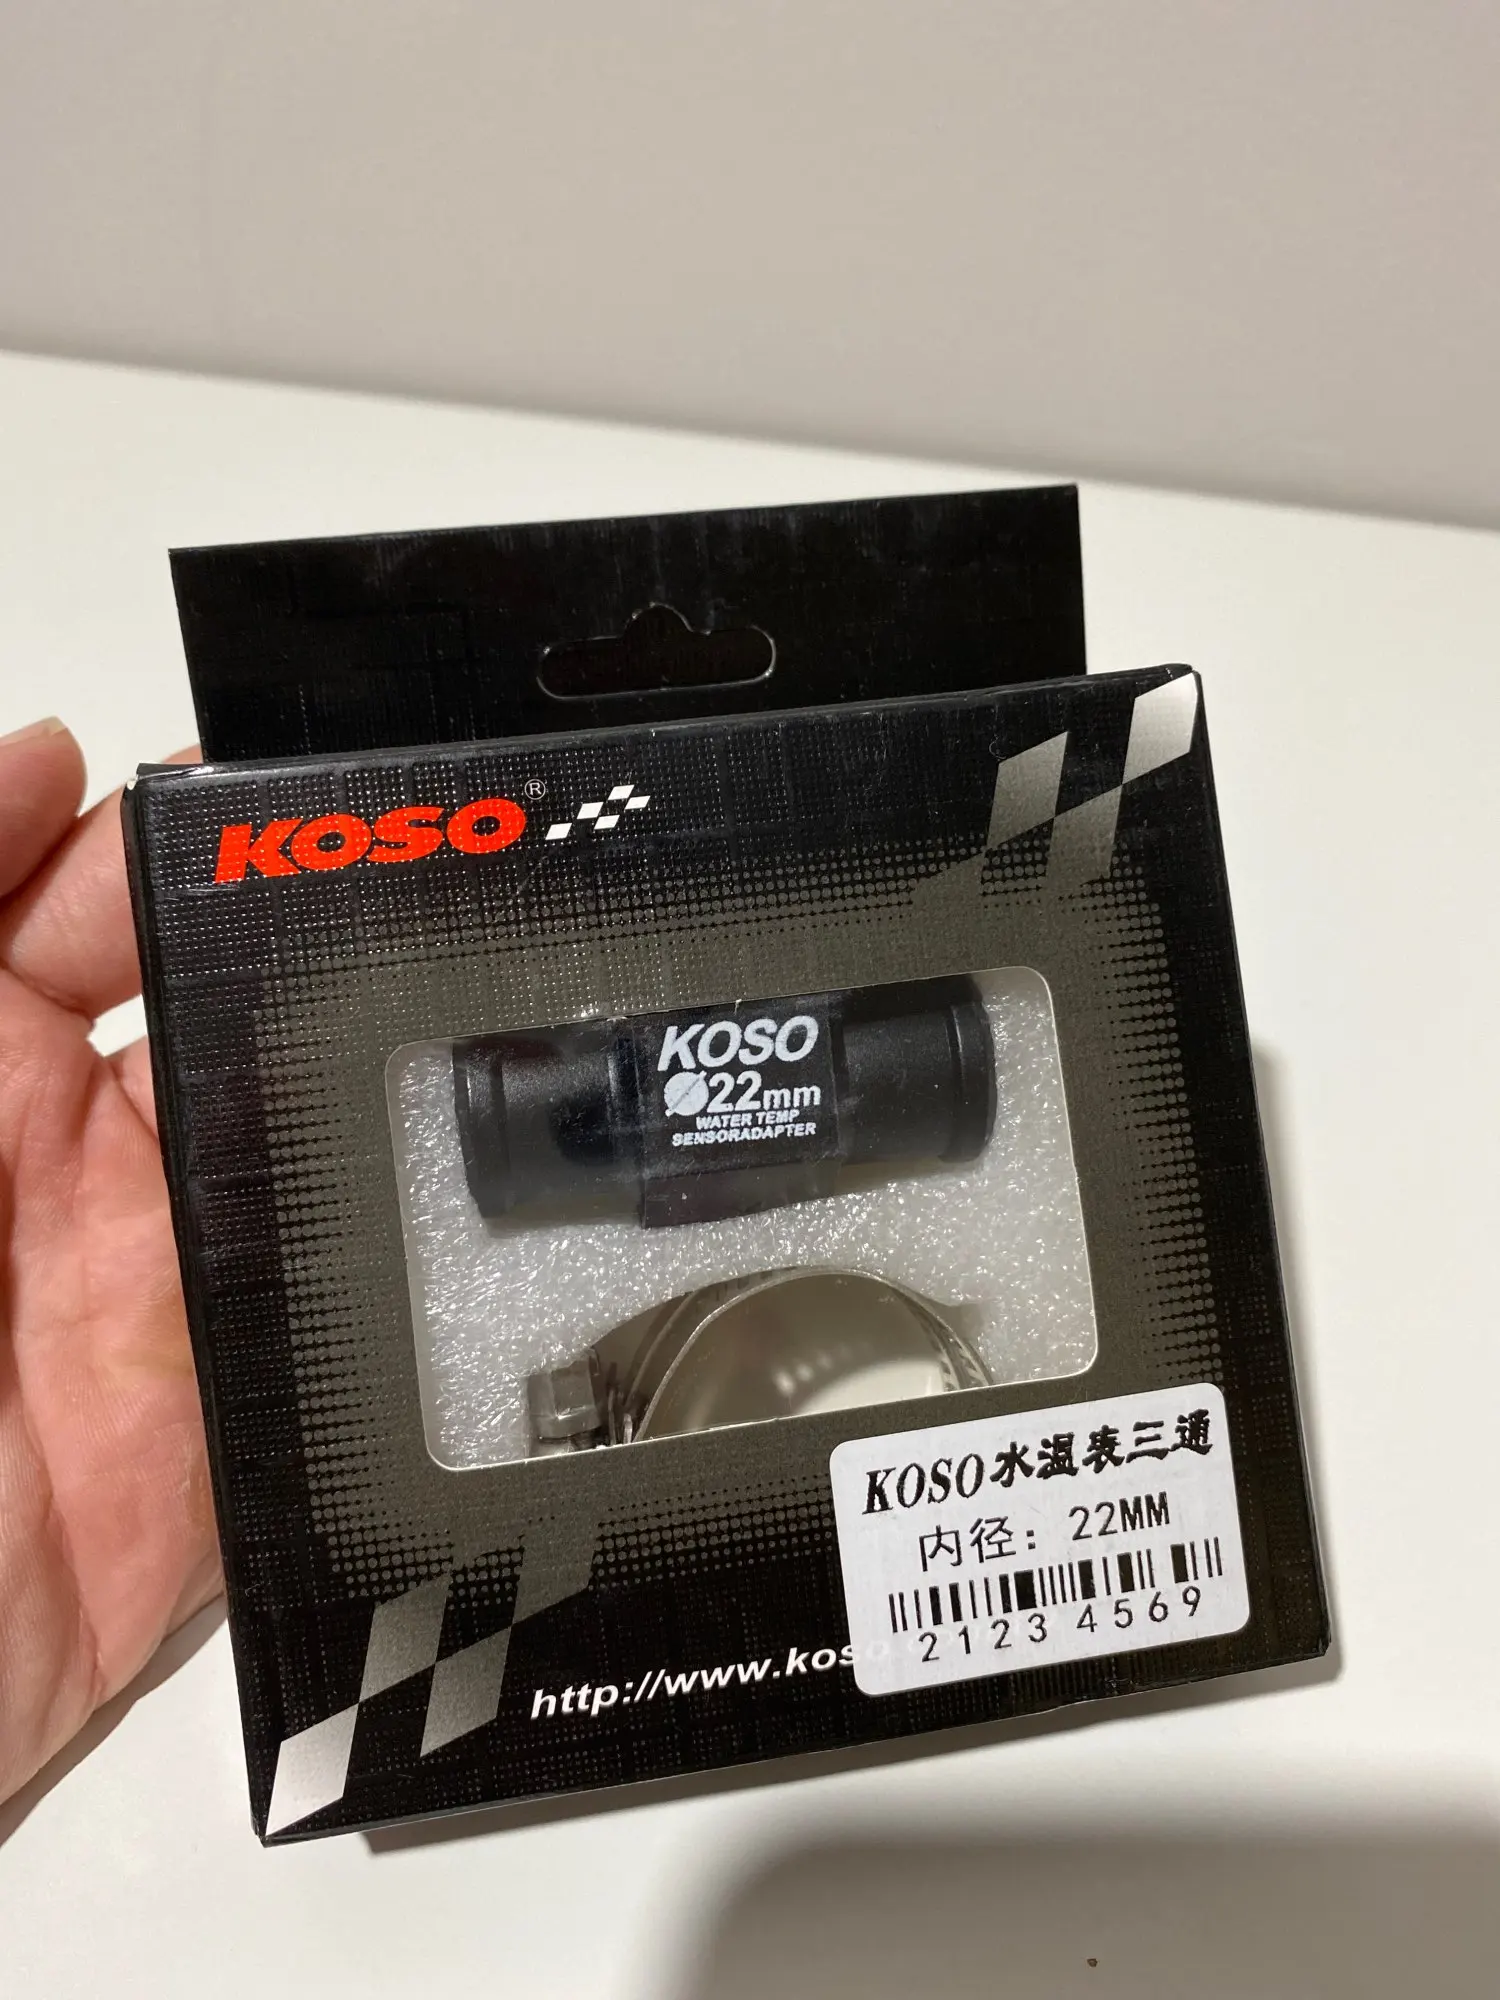 KOSO®
KOSO
Ø22mm
WATER TEMP
SENSORADAPTER
KOSO水温表三通
内径：22MM
2123 4569
http://www.koso